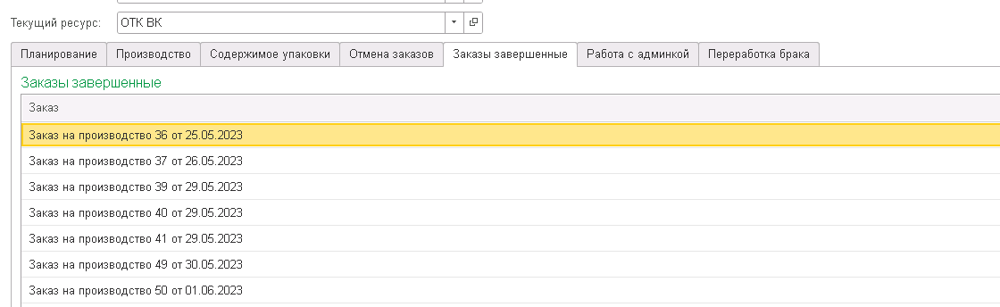 Текущий ресурс: ОТК ВК
Планирование Производство Содержимое упаковки Отмена заказов Заказы завершенные Работа с админкой Переработка брака
Заказы завершенные
Заказ
Заказ на производство 36 от 25.05.2023
Заказ на производство 37 от 26.05.2023
Заказ на производство 39 от 29.05.2023
Заказ на производство 40 от 29.05.2023
Заказ на производство 41 от 29.05.2023
Заказ на производство 49 от 30.05.2023
Заказ на производство 50 от 01.06.2023